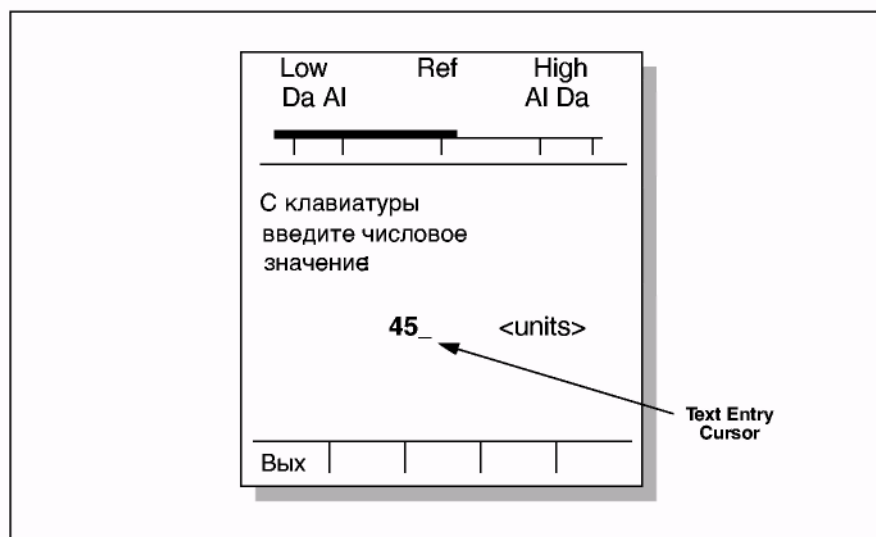 Low Ref High
Da Al Al Da
С клавиатуры
введите числовое
значение:
45_ <units>
Text Entry
Cursor
Вых